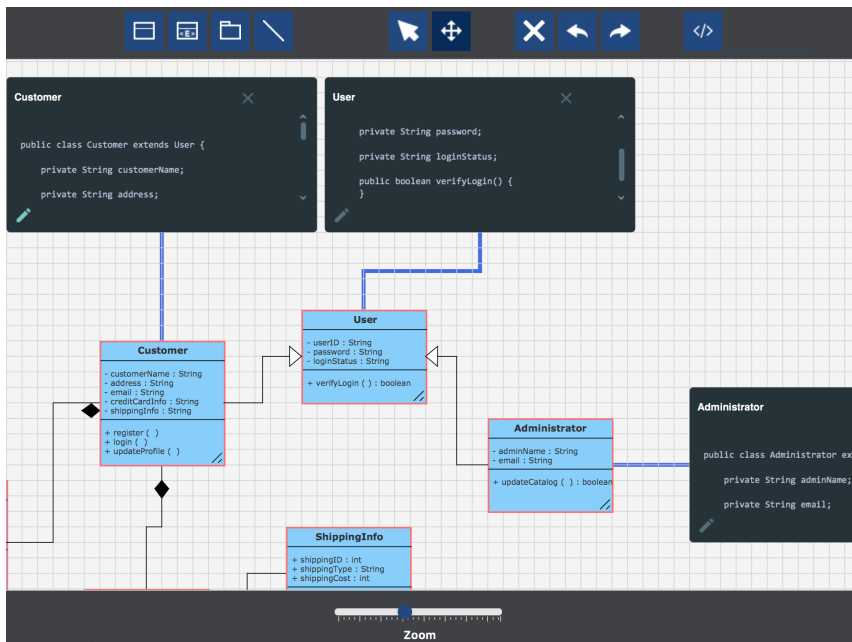 <E>
</>
Customer
public class Customer extends User {
private String customerName;
private String address;
User
private String password;
private String loginStatus;
public boolean verifyLogin() {
}
User
- userID : String
- password : String
- loginStatus : String
+ verifyLogin ( ) : boolean
Customer
- customerName : String
- address : String
- email : String
- creditCardInfo : String
- shippingInfo : String
+ register ( )
+ login ( )
+ updateProfile ( )
Administrator
- adminName : String
- email : String
+ updateCatalog ( ) : boolean
Administrator
public class Administrator ex
private String adminName;
private String email;
ShippingInfo
+ shippingID : int
+ shippingType : String
+ shippingCost : int
Zoom